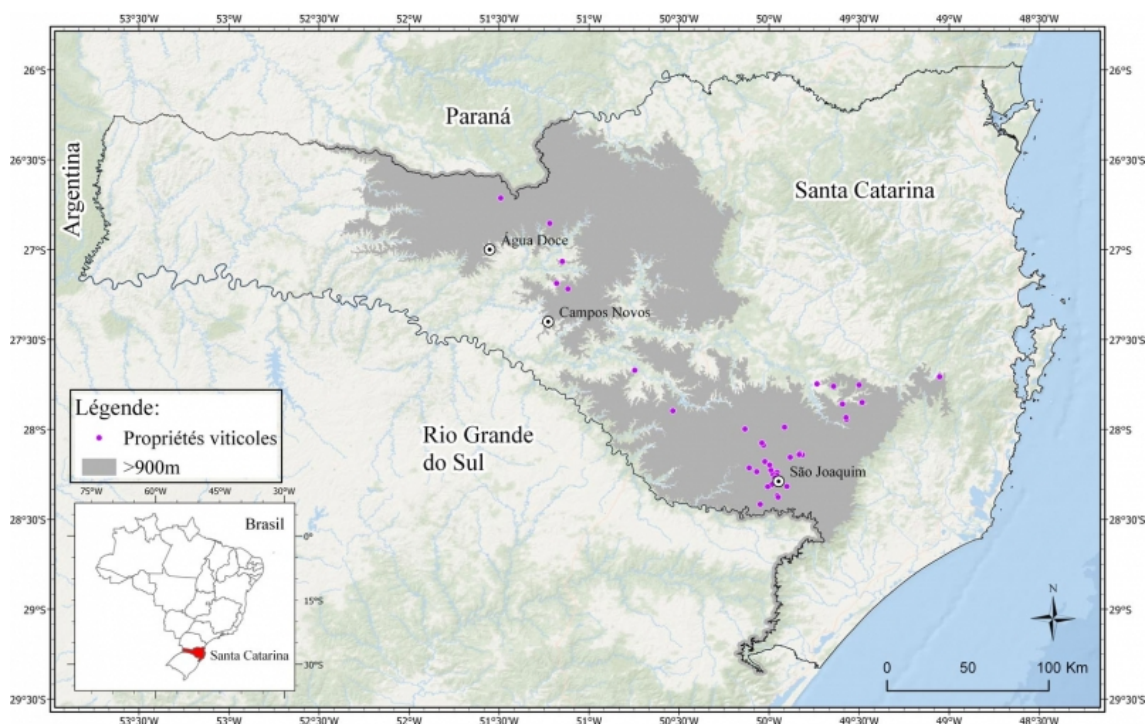 53°30'S 53°S 52°30'S 52°S 51°30'S 51°S 50°30'S 50°S 49°30'S 49°S 48°30'S
26°S 26°S
Paraná
26°30'S 26°30'S
Argentina
Santa Catarina
Água Doce
27°S 27°S
Campos Novos
27°30'S 27°30'S
Légende:
Propriétés viticoles
>900m
28°S 28°S
Rio Grande
do Sul
São Joaquim
75°W 60°W 45°W 30°W
28°30'S 28°30'S
Brasil
0°
15°S
29°S 29°S
N
Santa Catarina
30°S
0 50 100 Km
29°30'S 29°30'S
53°30'S 53°S 52°30'S 52°S 51°30'S 51°S 50°30'S 50°S 49°30'S 49°S 48°30'S